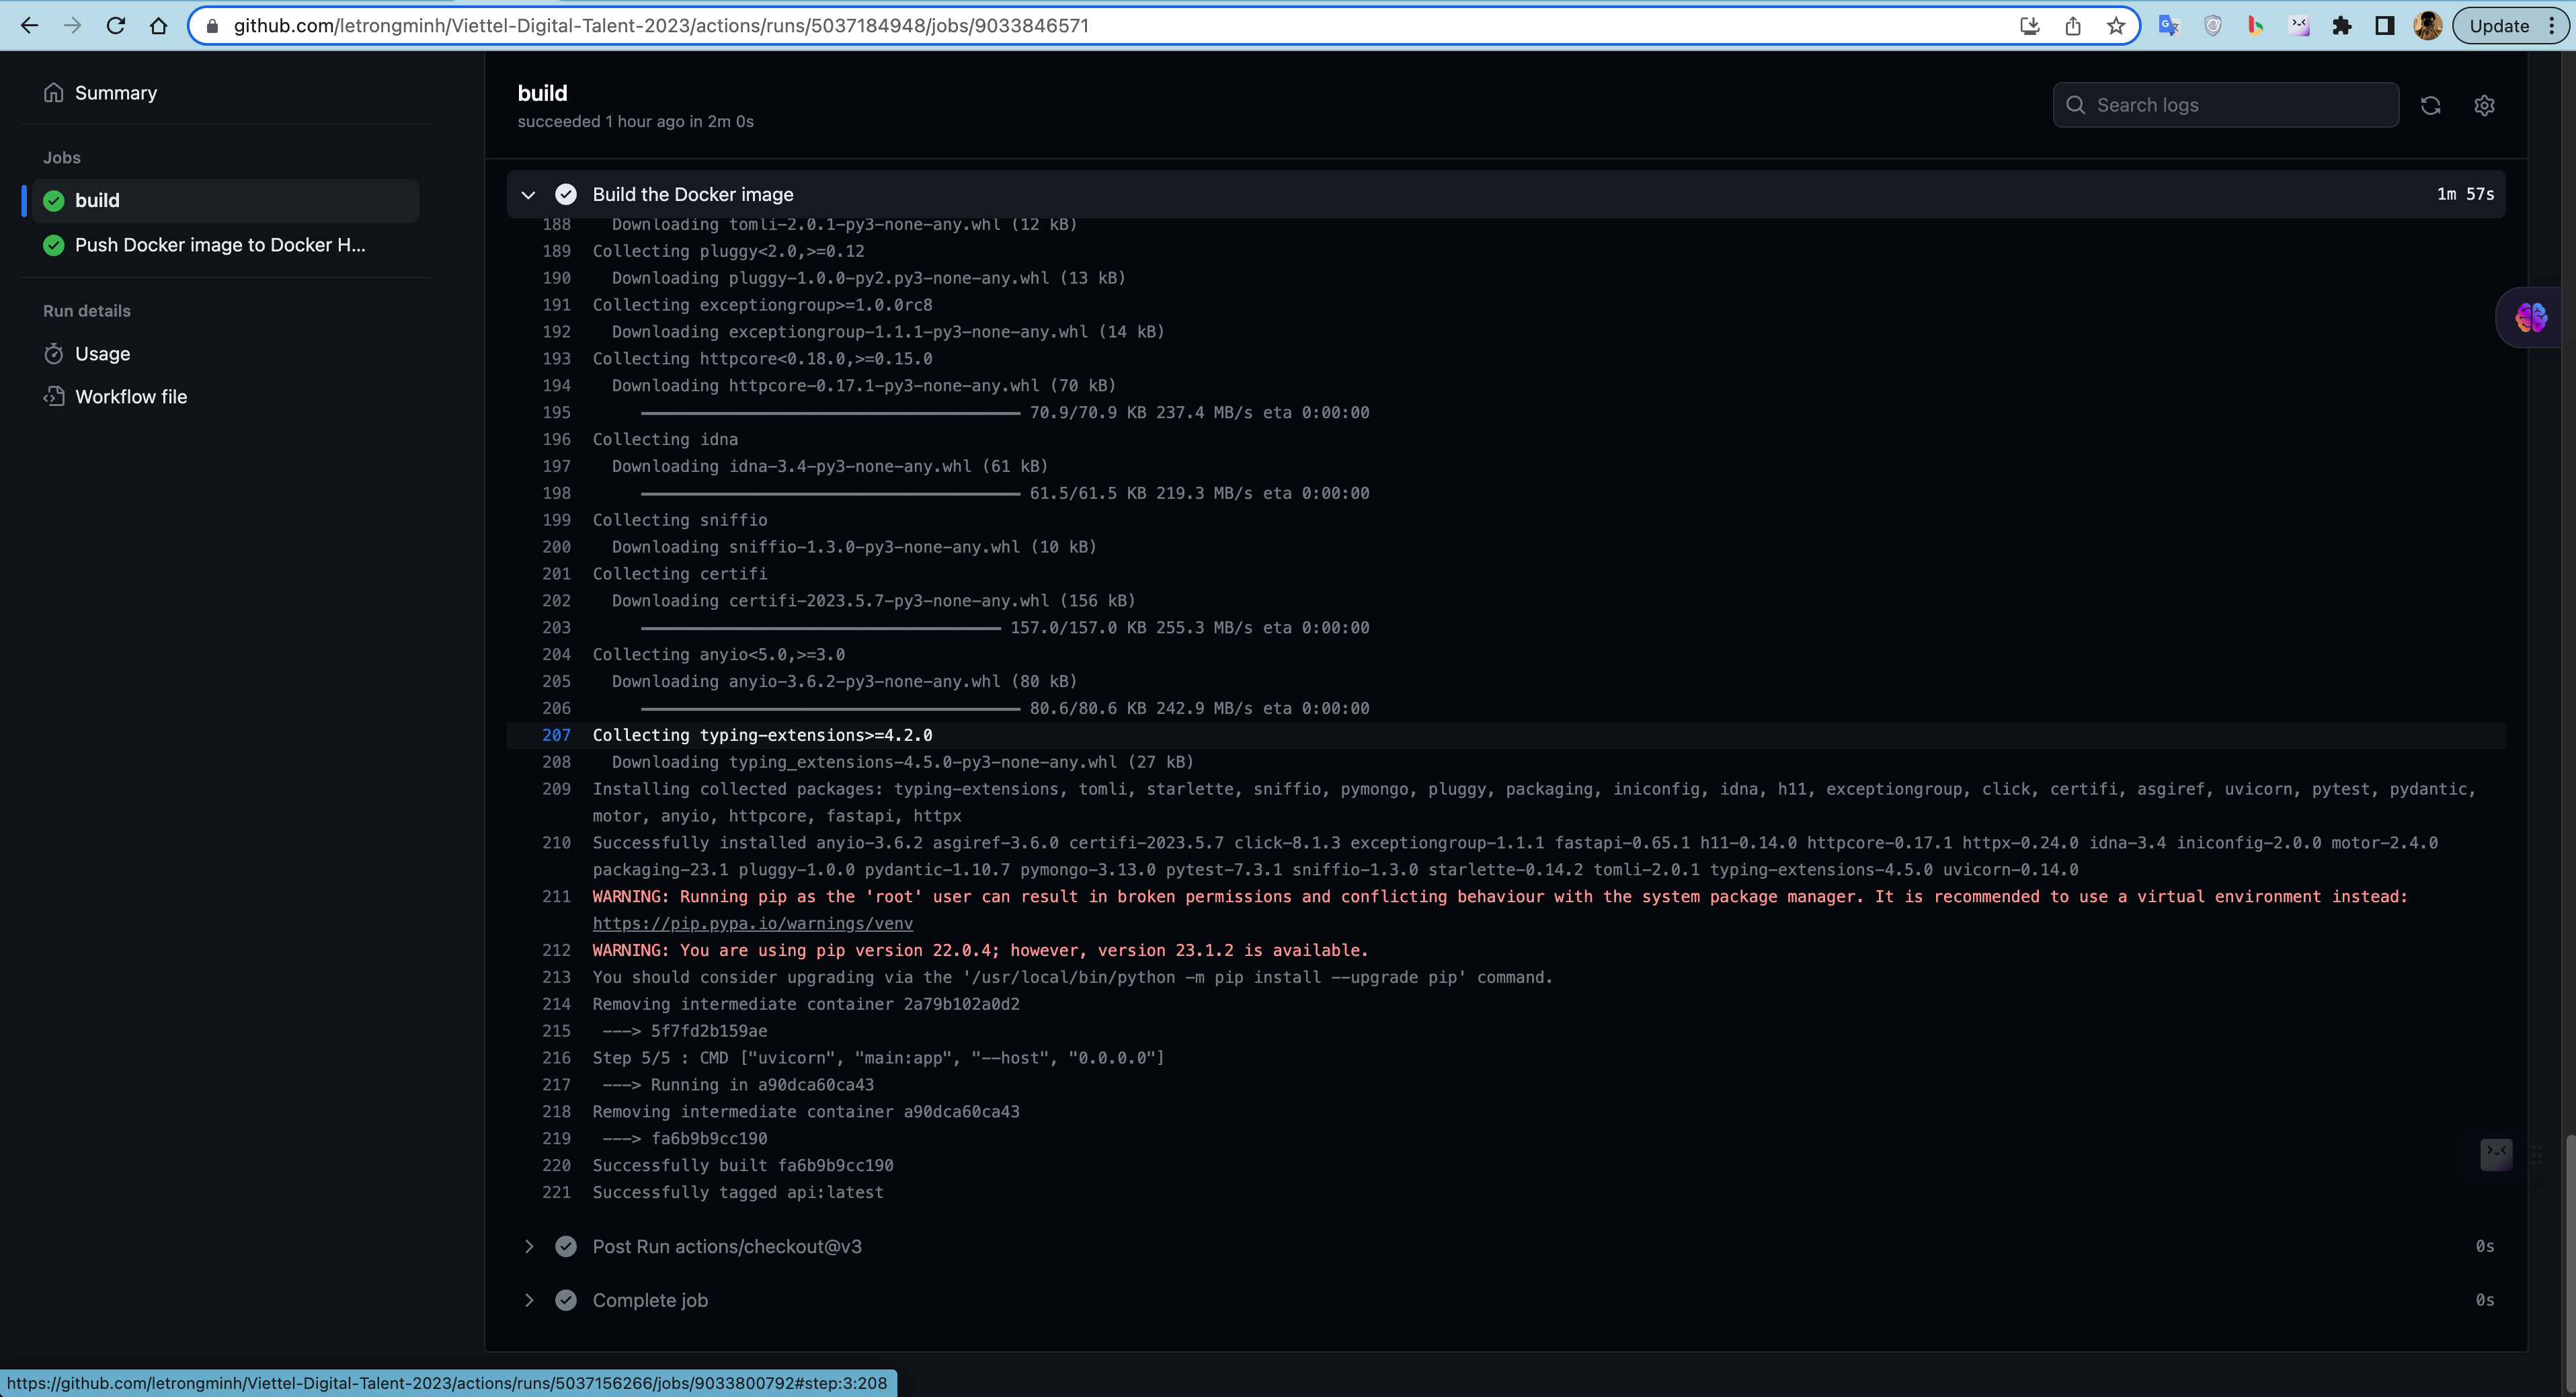 github.com/letrongminh/Viettel-Digital-Talent-2023/actions/runs/5037184948/jobs/9033846571
Update
Summary
Jobs
build
Push Docker image to Docker H...
Run details
Usage
Workflow file
build
succeeded 1 hour ago in 2m 0s
Search logs
Build the Docker image
1m 57s
188 Downloading tomli-2.0.1-py3-none-any.whl (12 kB)
189 Collecting pluggy<2.0,>=0.12
190 Downloading pluggy-1.0.0-py2.py3-none-any.whl (13 kB)
191 Collecting exceptiongroup>=1.0.0rc8
192 Downloading exceptiongroup-1.1.1-py3-none-any.whl (14 kB)
193 Collecting httpcore<0.18.0,>=0.15.0
194 Downloading httpcore-0.17.1-py3-none-any.whl (70 kB)
195 70.9/70.9 KB 237.4 MB/s eta 0:00:00
196 Collecting idna
197 Downloading idna-3.4-py3-none-any.whl (61 kB)
198 61.5/61.5 KB 219.3 MB/s eta 0:00:00
199 Collecting sniffio
200 Downloading sniffio-1.3.0-py3-none-any.whl (10 kB)
201 Collecting certifi
202 Downloading certifi-2023.5.7-py3-none-any.whl (156 kB)
203 157.0/157.0 KB 255.3 MB/s eta 0:00:00
204 Collecting anyio<5.0,>=3.0
205 Downloading anyio-3.6.2-py3-none-any.whl (80 kB)
206 80.6/80.6 KB 242.9 MB/s eta 0:00:00
207 Collecting typing-extensions>=4.2.0
208 Downloading typing_extensions-4.5.0-py3-none-any.whl (27 kB)
209 Installing collected packages: typing-extensions, tomli, starlette, sniffio, pymongo, pluggy, packaging, iniconfig, idna, h11, exceptiongroup, click, certifi, asgiref, uvicorn, pytest, pydantic,
motor, anyio, httpcore, fastapi, httpx
210 Successfully installed anyio-3.6.2 asgiref-3.6.0 certifi-2023.5.7 click-8.1.3 exceptiongroup-1.1.1 fastapi-0.65.1 h11-0.14.0 httpcore-0.17.1 httpx-0.24.0 idna-3.4 iniconfig-2.0.0 motor-2.4.0
packaging-23.1 pluggy-1.0.0 pydantic-1.10.7 pymongo-3.13.0 pytest-7.3.1 sniffio-1.3.0 starlette-0.14.2 tomli-2.0.1 typing-extensions-4.5.0 uvicorn-0.14.0
211 WARNING: Running pip as the 'root' user can result in broken permissions and conflicting behaviour with the system package manager. It is recommended to use a virtual environment instead:
https://pip.pypa.io/warnings/venv
212 WARNING: You are using pip version 22.0.4; however, version 23.1.2 is available.
213 You should consider upgrading via the '/usr/local/bin/python -m pip install --upgrade pip' command.
214 Removing intermediate container 2a79b102a0d2
215 ---> 5f7fd2b159ae
216 Step 5/5 : CMD ["uvicorn", "main:app", "--host", "0.0.0.0"]
217 ---> Running in a90dca60ca43
218 Removing intermediate container a90dca60ca43
219 ---> fa6b9b9cc190
220 Successfully built fa6b9b9cc190
221 Successfully tagged api:latest
Post Run actions/checkout@v3
0s
Complete job
0s
https://github.com/letrongminh/Viettel-Digital-Talent-2023/actions/runs/5037156266/jobs/9033800792#step:3:208